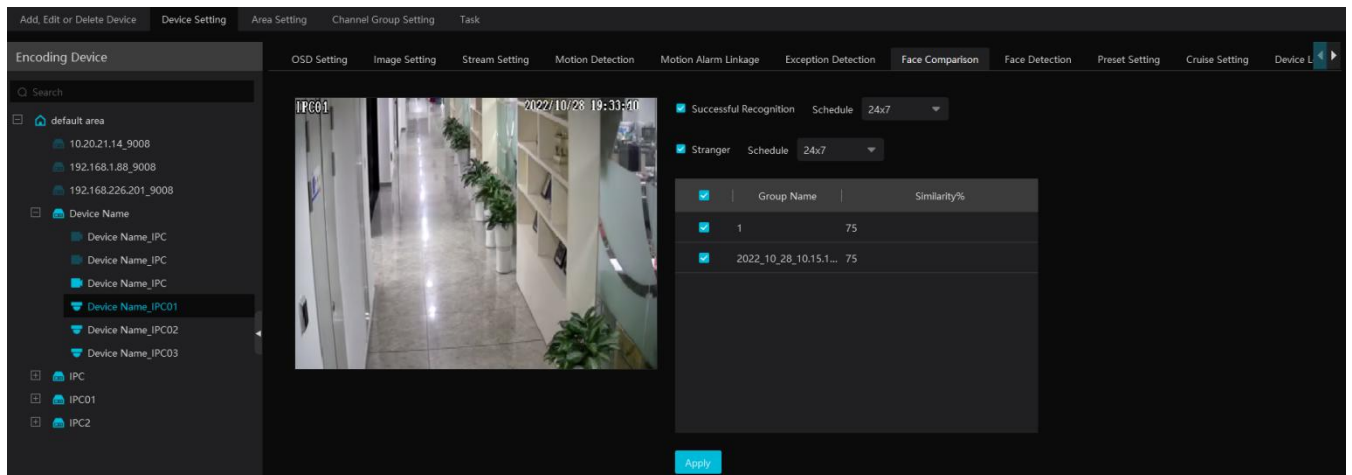 Add, Edit or Delete Device Device Setting Area Setting Channel Group Setting Task
Encoding Device
Search
default area
10.20.21.14_9008
192.168.1.88_9008
192.168.226.201_9008
Device Name
Device Name_IPC
Device Name_IPC
Device Name_IPC
Device Name_IPC01
Device Name_IPC02
Device Name_IPC03
IPC
IPC01
IPC2
OSD Setting Image Setting Stream Setting Motion Detection Motion Alarm Linkage Exception Detection Face Comparison Face Detection Preset Setting Cruise Setting Device L
IPC01 2022/10/28 19:33:40
Successful Recognition Schedule 24x7
Stranger Schedule 24x7
Group Name Similarity%
1 75
2022_10_28_10.15.1... 75
Apply